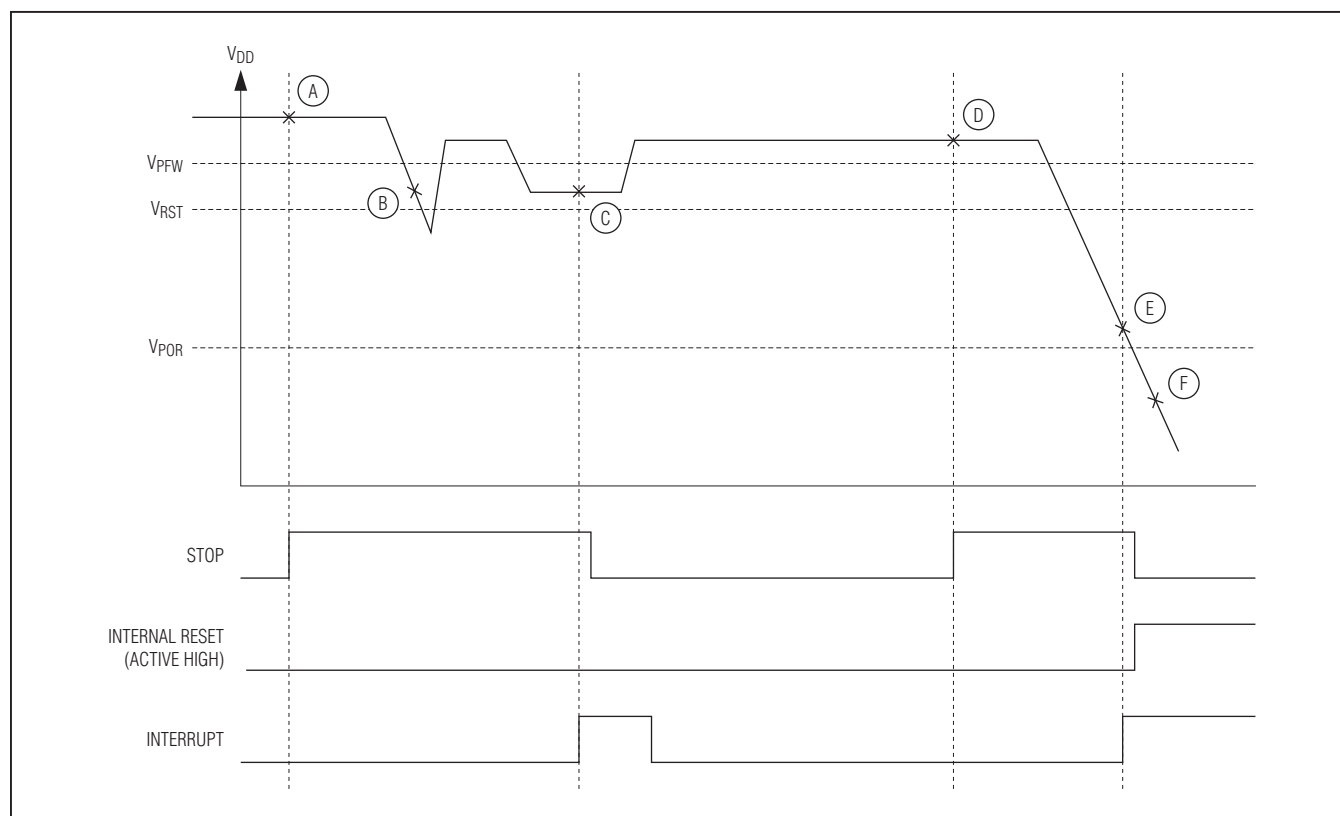 VDD
A
D
VPFW
B
C
VRST
E
VPOR
F
STOP
INTERNAL RESET
(ACTIVE HIGH)
INTERRUPT